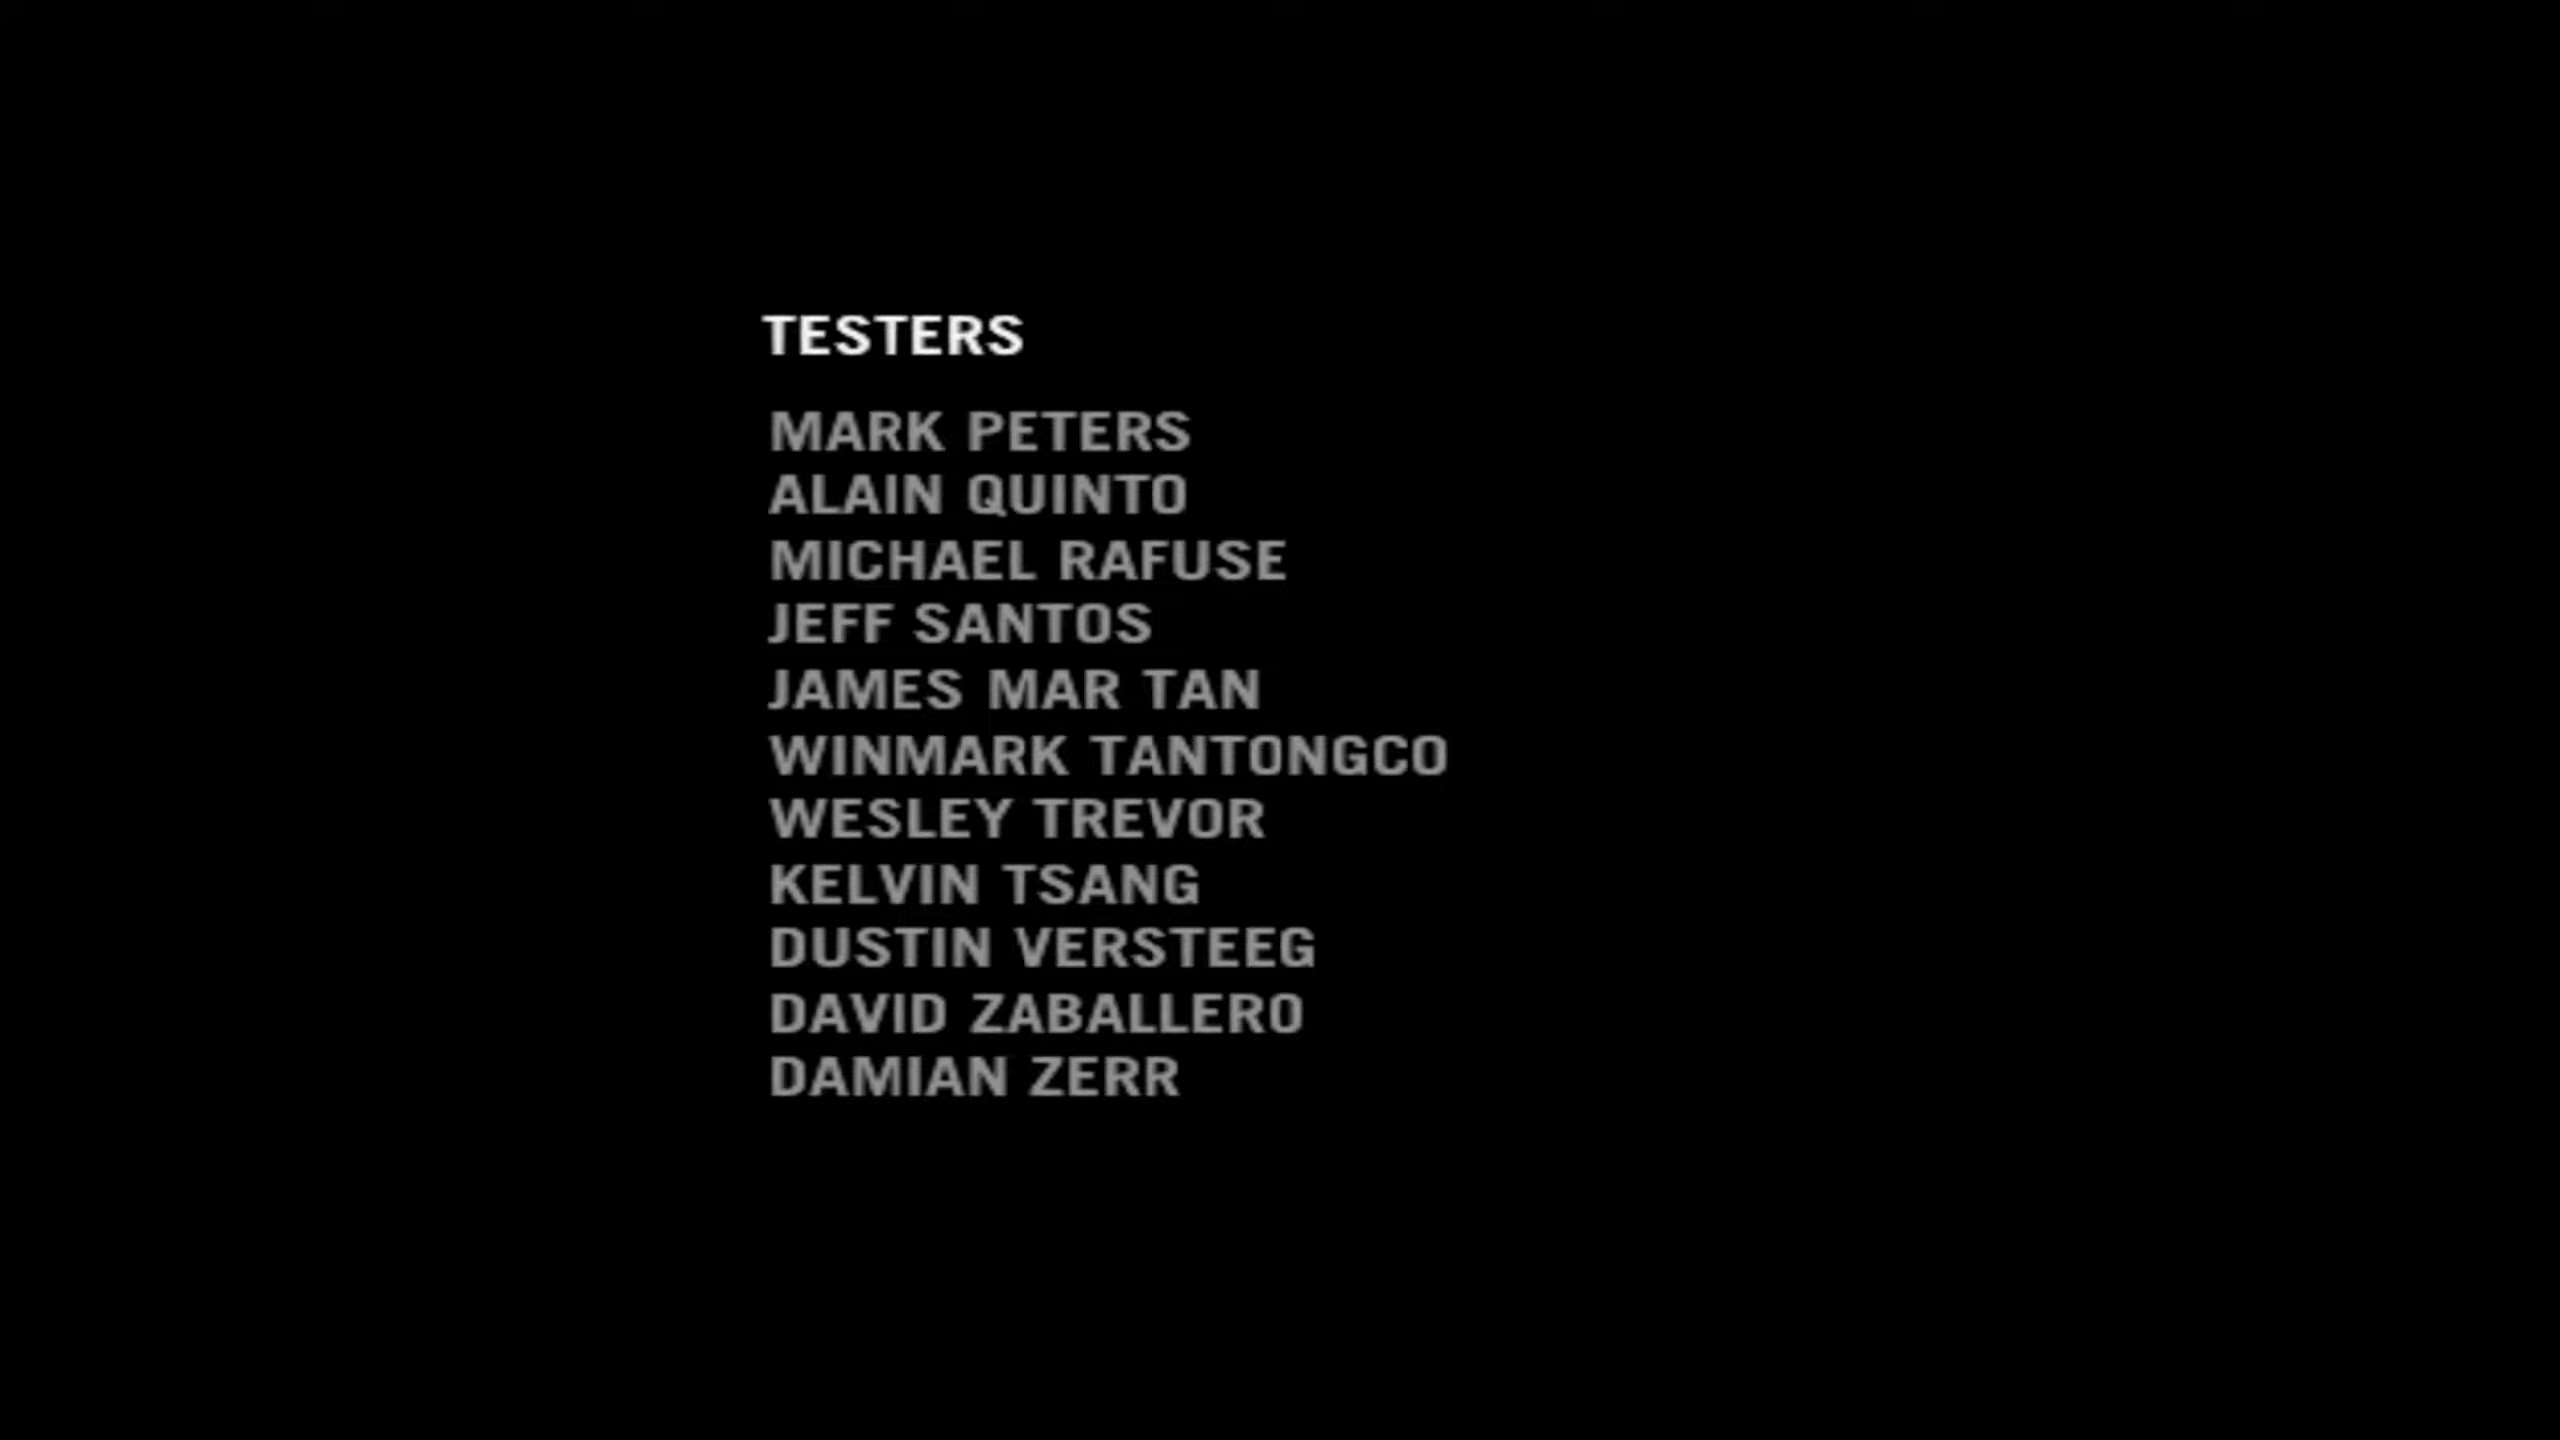 TESTERS
MARK PETERS
ALAIN QUINTO
MICHAEL RAFUSE
JEFF SANTOS
JAMES MAR TAN
WINMARK TANTONGCO
WESLEY TREVOR
KELVIN TSANG
DUSTIN VERSTEEG
DAVID ZABALLERO
DAMIAN ZERR